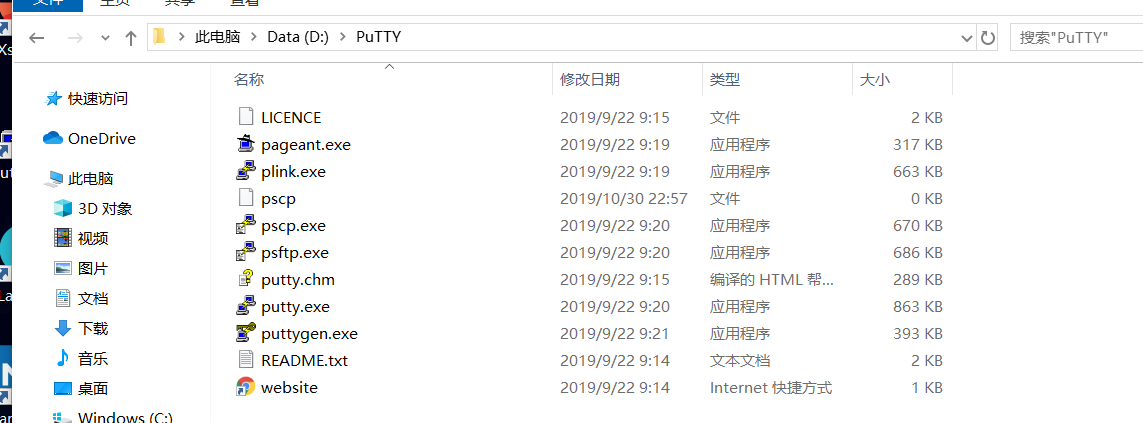 文件 主页 共享 查看
此电脑 Data (D:) PuTTY 搜索"PuTTY"
名称 修改日期 类型 大小
快速访问
OneDrive
此电脑
3D 对象
视频
图片
文档
下载
音乐
桌面
Windows (C:)
LICENCE 2019/9/22 9:15 文件 2 KB
pageant.exe 2019/9/22 9:19 应用程序 317 KB
plink.exe 2019/9/22 9:19 应用程序 663 KB
pscp 2019/10/30 22:57 文件 0 KB
pscp.exe 2019/9/22 9:20 应用程序 670 KB
psftp.exe 2019/9/22 9:20 应用程序 686 KB
putty.chm 2019/9/22 9:15 编译的 HTML 帮... 289 KB
putty.exe 2019/9/22 9:20 应用程序 863 KB
puttygen.exe 2019/9/22 9:21 应用程序 393 KB
README.txt 2019/9/22 9:14 文本文档 2 KB
website 2019/9/22 9:14 Internet 快捷方式 1 KB